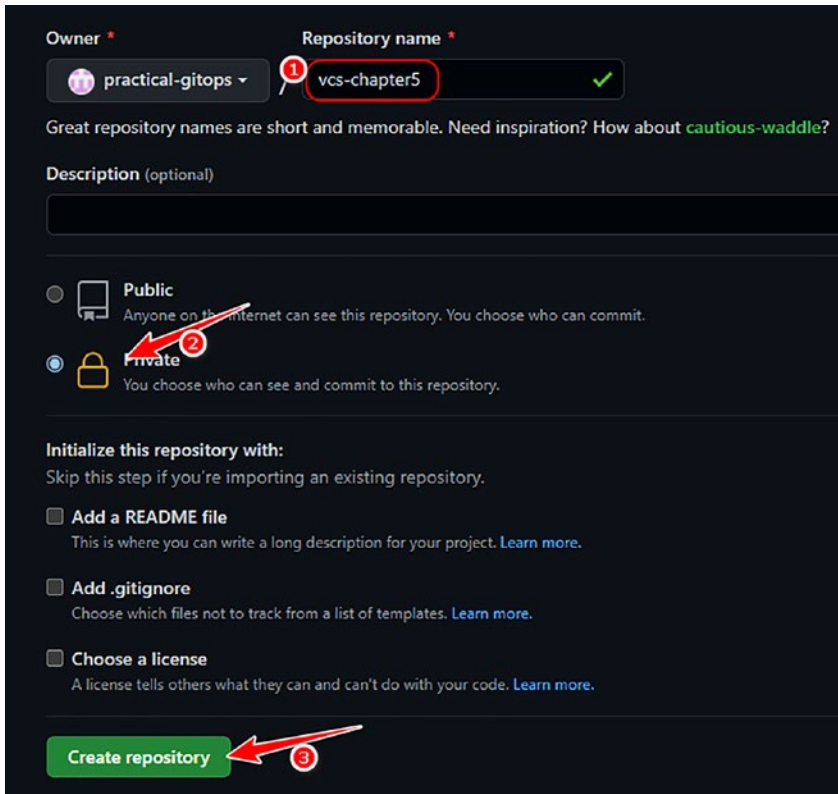 Owner * Repository name *
practical-gitops / 1 vcs-chapter5
Great repository names are short and memorable. Need inspiration? How about cautious-waddle?
Description (optional)
Public
Anyone on the internet can see this repository. You choose who can commit.
2
Private
You choose who can see and commit to this repository.
Initialize this repository with:
Skip this step if you're importing an existing repository.
Add a README file
This is where you can write a long description for your project. Learn more.
Add .gitignore
Choose which files not to track from a list of templates. Learn more.
Choose a license
A license tells others what they can and can't do with your code. Learn more.
Create repository 3